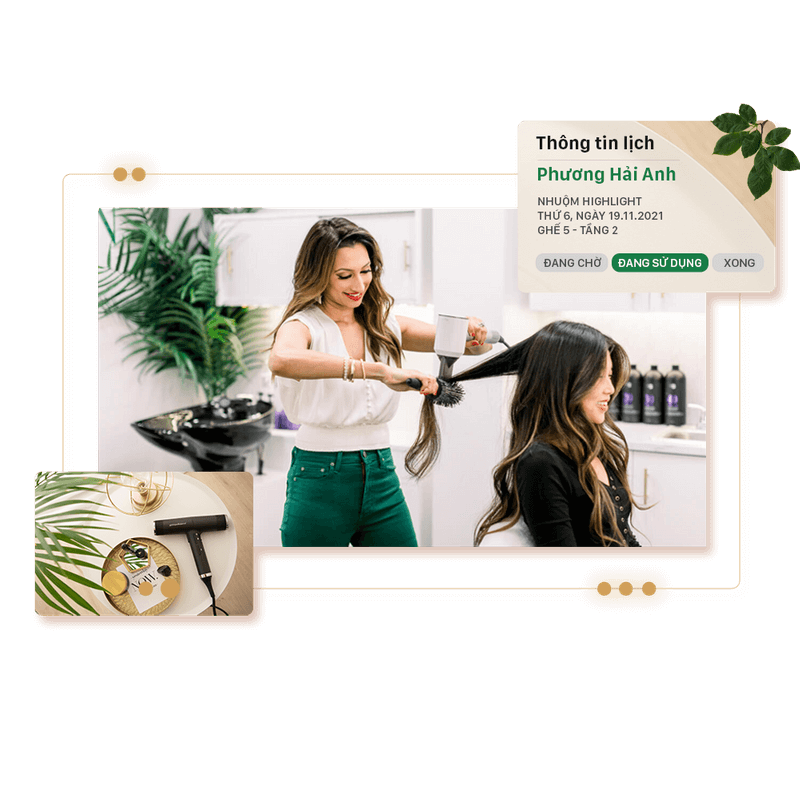 Thông tin lịch
Phương Hải Anh
NHUỘM HIGHLIGHT
THỨ 6, NGÀY 19.11.2021
GHẾ 5 - TẦNG 2
ĐANG CHỜ
ĐANG SỬ DỤNG
XONG
NOW